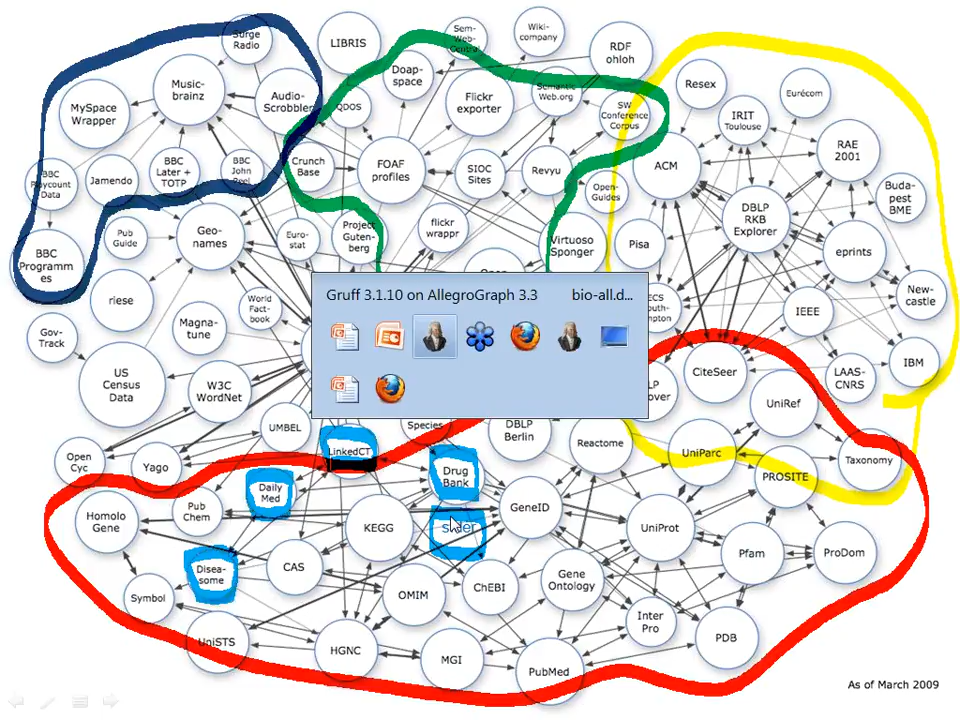 Surge
Radio
LIBRIS
Sem-
Web-
Central
Wiki-
company
RDF
ohloh
Music-
brainz
Doap-
space
Resex
Eurécom
MySpace
Wrapper
Audio-
Scrobbler
QDOS
Flickr
exporter
Semantic
Web.org
SW
Conference
Corpus
IRIT
Toulouse
RAE
2001
BBC
Playcount
Data
Jamendo
BBC
Later +
TOTP
BBC
John
Peel
Crunch
Base
FOAF
profiles
SIOC
Sites
Revyu
Open-
Guides
ACM
DBLP
RKB
Explorer
Buda-
pest
BME
Pub
Guide
Geo-
names
Euro-
stat
Project
Guten-
berg
flickr
wrappr
Virtuoso
Sponger
Pisa
eprints
BBC
Programm
es
riese
World
Fact-
book
IEEE
New-
castle
Gov-
Track
Magna-
tune
Gruff 3.1.10 on AllegroGraph 3.3 bio-all.d...
ECS
IBM
US
Census
Data
W3C
WordNet
CiteSeer
LAAS-
CNRS
UniRef
UMBEL
Species
DBLP
Berlin
Reactome
UniParc
Taxonomy
Open
Cyc
Yago
LinkedCT
Drug
Bank
PROSITE
Daily
Med
Homolo
Gene
Pub
Chem
KEGG
sider
GeneID
UniProt
Pfam
ProDom
Disea-
some
CAS
Symbol
OMIM
ChEBI
Gene
Ontology
Inter
Pro
PDB
UniSTS
HGNC
MGI
PubMed
As of March 2009